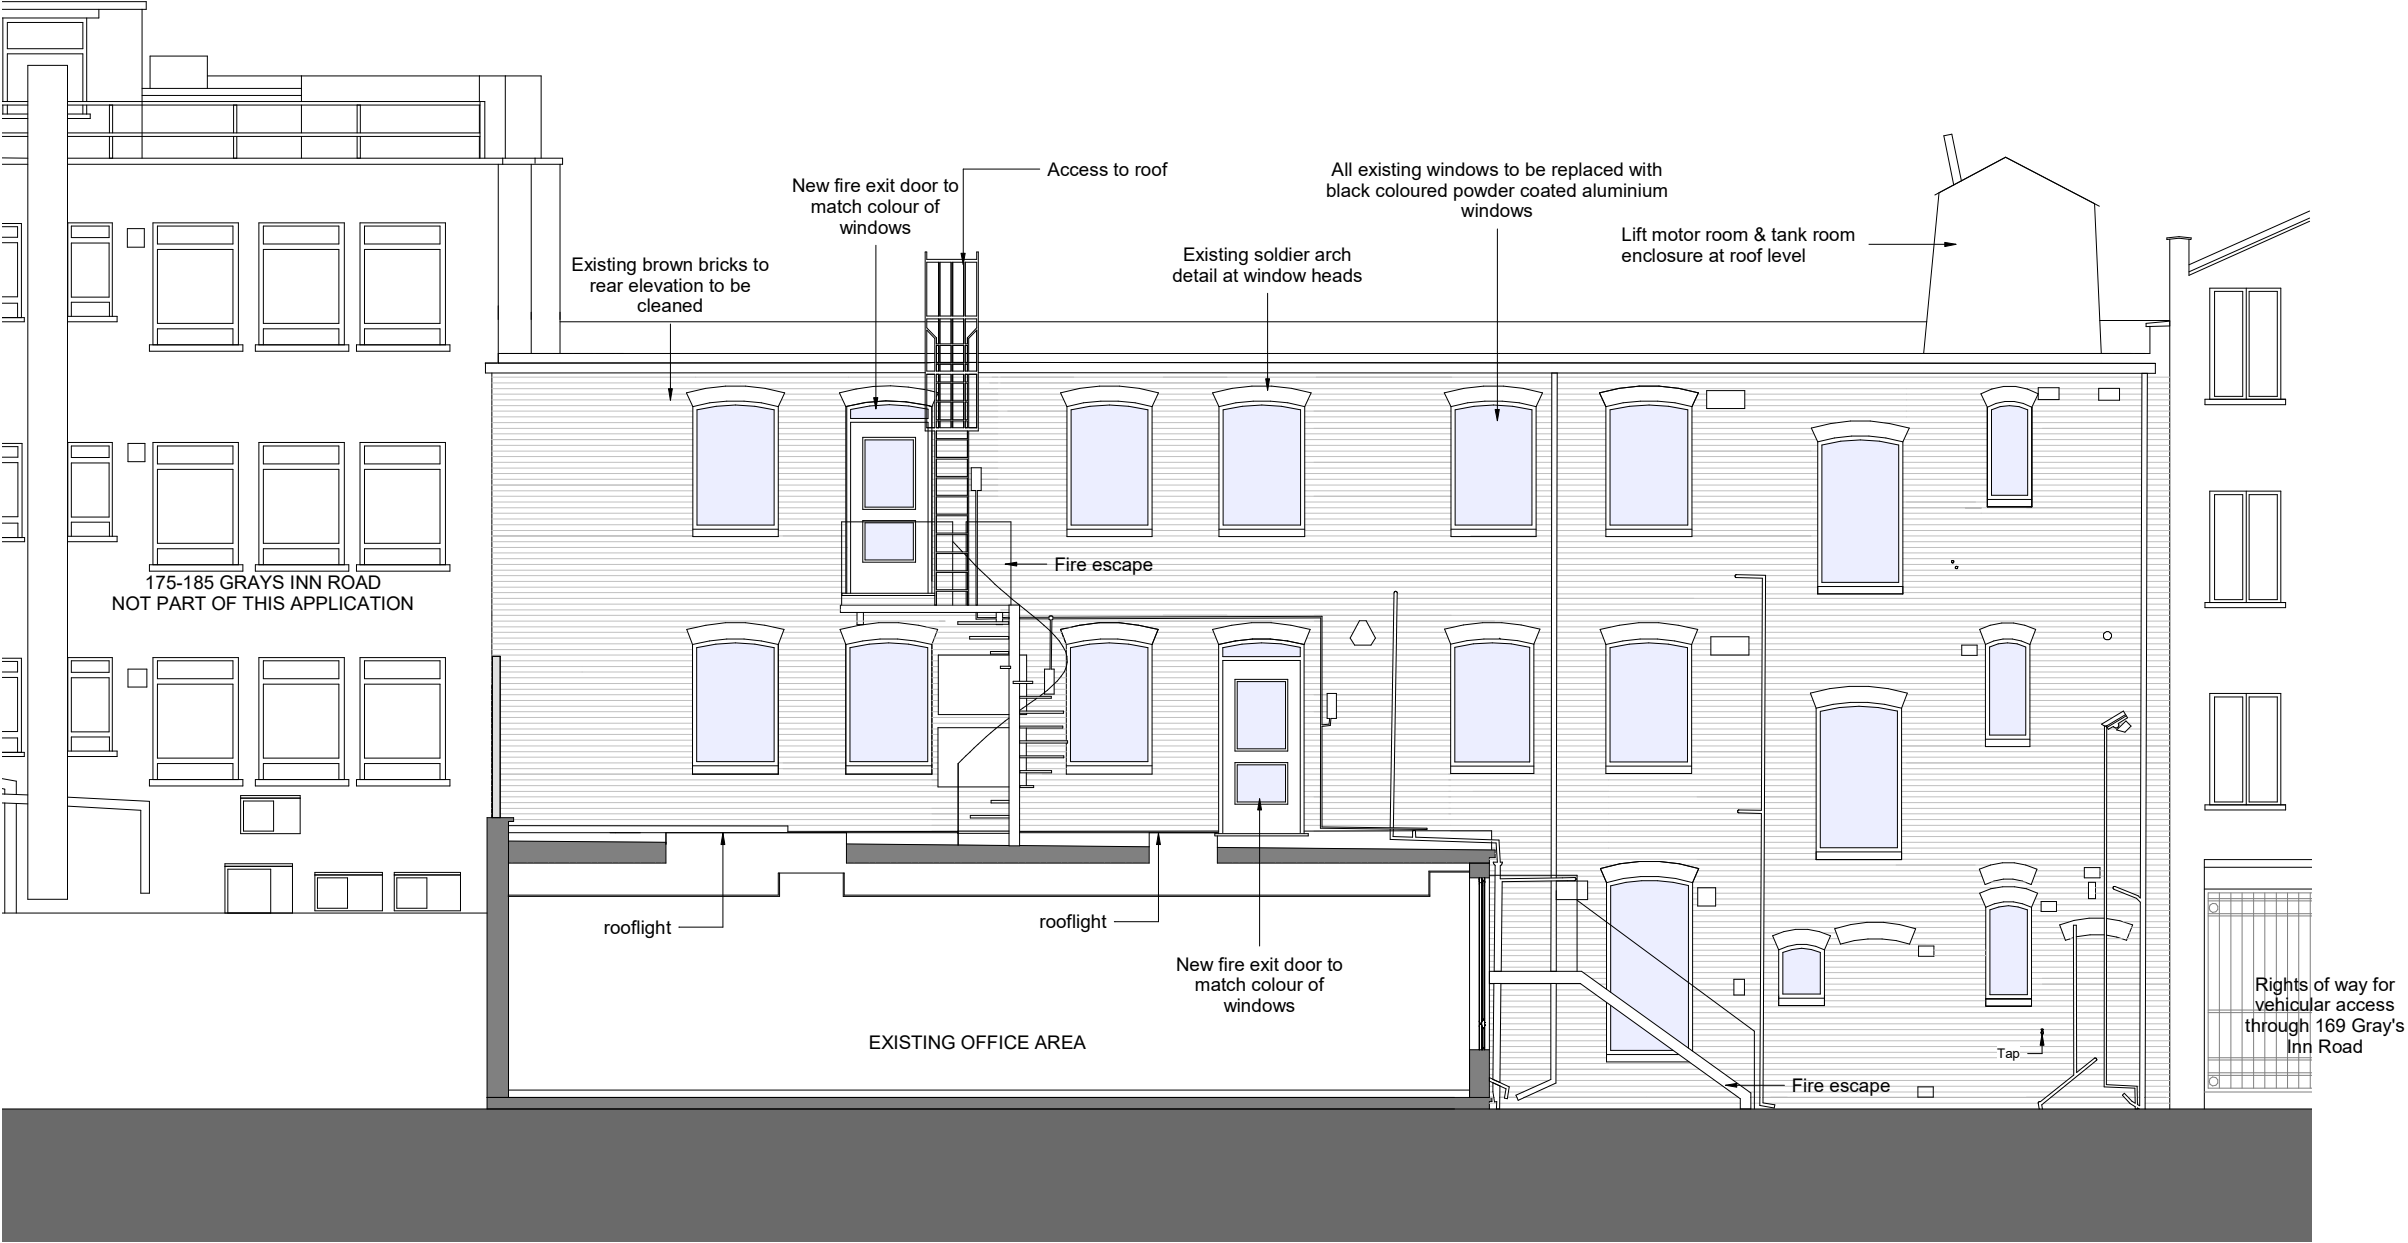 Access to roof
All existing windows to be replaced with
black coloured powder coated aluminium
windows
New fire exit door to
match colour of
windows
Lift motor room & tank room
enclosure at roof level
Existing soldier arch
detail at window heads
Existing brown bricks to
rear elevation to be
cleaned
Fire escape
175-185 GRAYS INN ROAD
NOT PART OF THIS APPLICATION
rooflight
rooflight
New fire exit door to
match colour of
windows
EXISTING OFFICE AREA
Rights of way for
vehicular access
through 169 Gray's
Inn Road
Tap
Fire escape